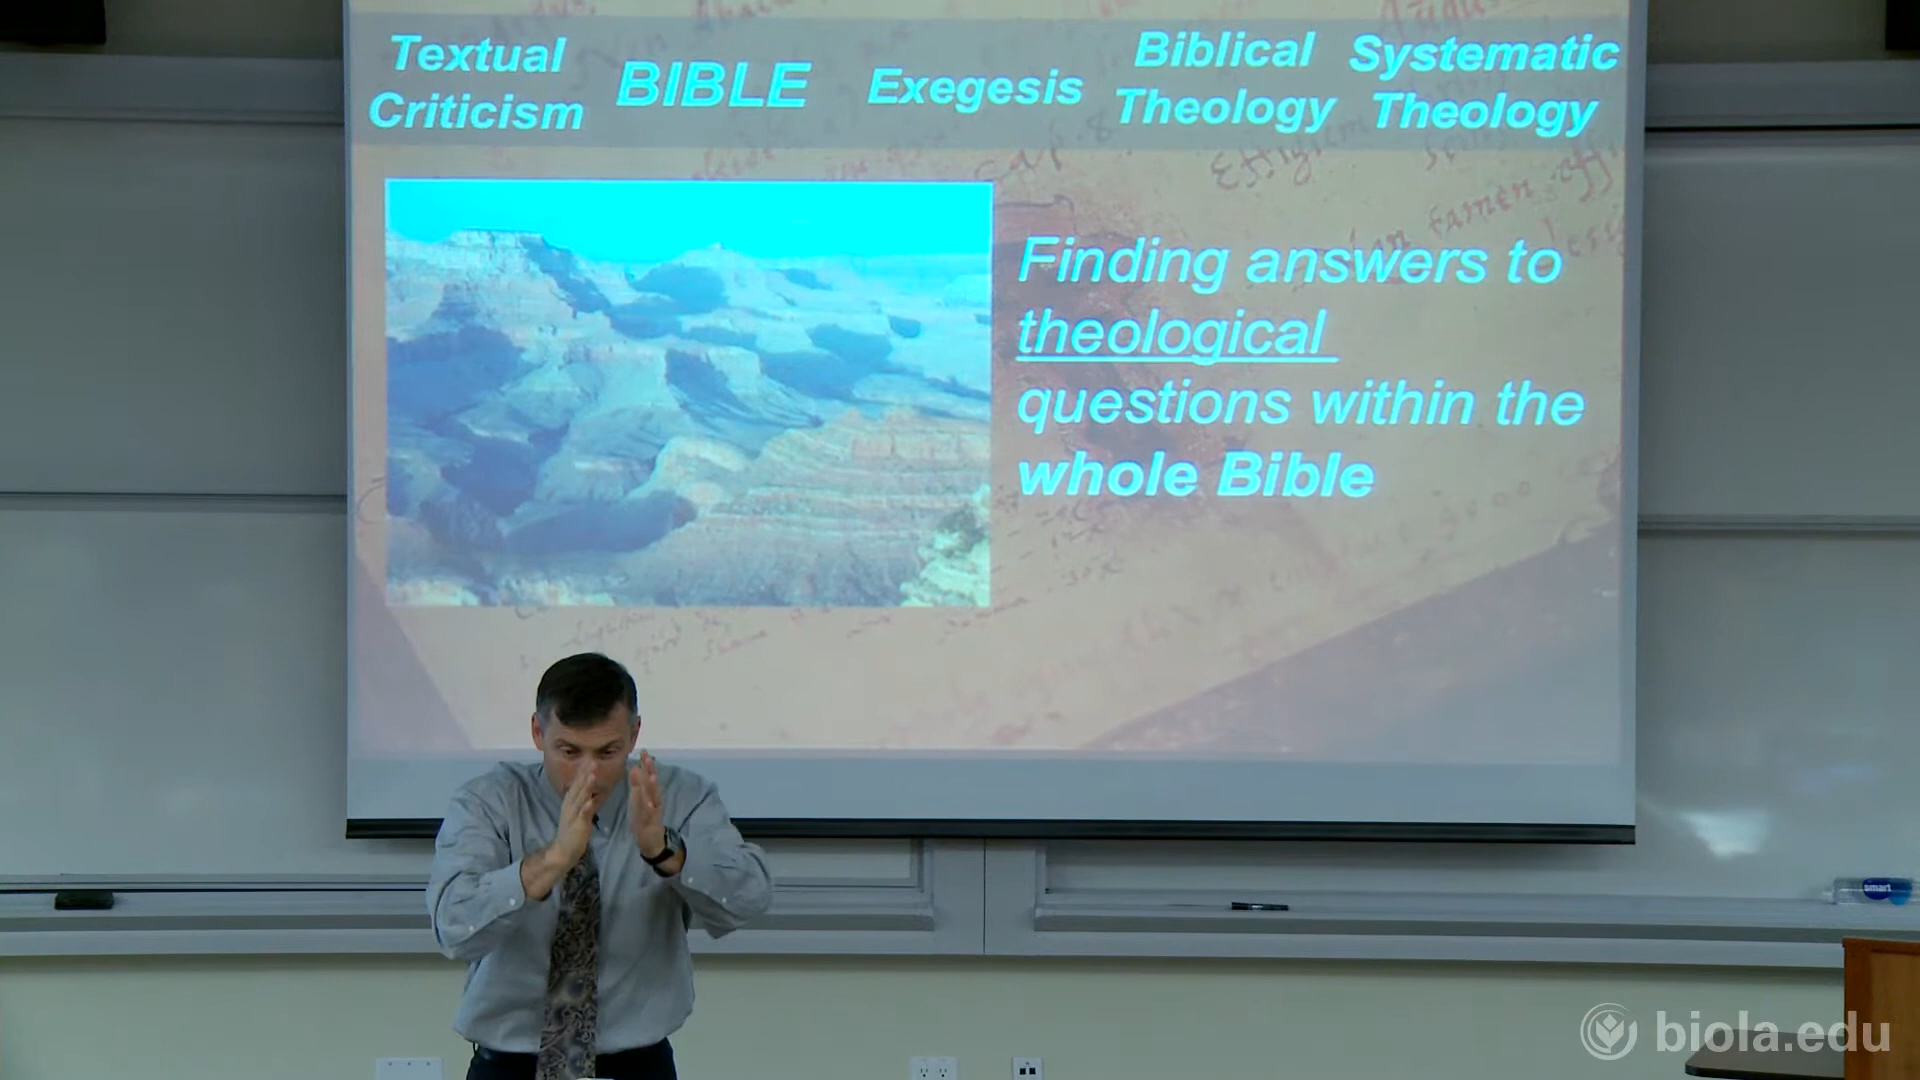 Textual
Criticism
BIBLE
Exegesis
Biblical
Theology
Systematic
Theology
Finding answers to
theological
questions within the
whole Bible
smart
biola.edu